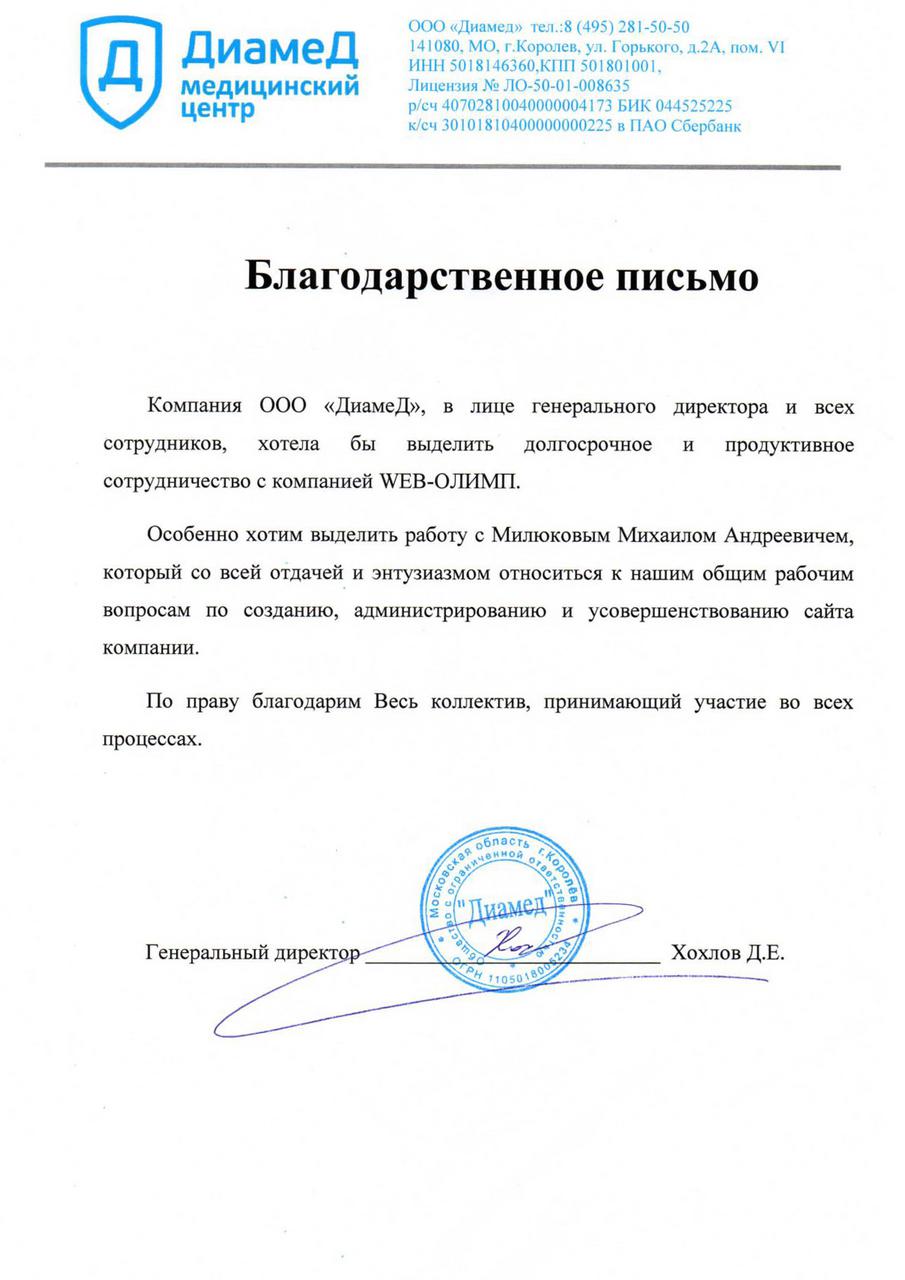 Д
ДиамеД
медицинский
центр
ООО «Диамед» тел.:8 (495) 281-50-50
141080, МО, г.Королев, ул. Горького, д.2А, пом. VI
ИНН 5018146360,КПП 501801001,
Лицензия № ЛО-50-01-008635
р/сч 40702810040000004173 БИК 044525225
к/сч 30101810400000000225 в ПАО Сбербанк
Благодарственное письмо
Компания ООО «ДиамеД», в лице генерального директора и всех
сотрудников, хотела бы выделить долгосрочное и продуктивное
сотрудничество с компанией WEB-ОЛИМП.
Особенно хотим выделить работу с Милюковым Михаилом Андреевичем,
который со всей отдачей и энтузиазмом относиться к нашим общим рабочим
вопросам по созданию, администрированию и усовершенствованию сайта
компании.
По праву благодарим Весь коллектив, принимающий участие во всех
процессах.
Московская область г.Королёв
Общество с ограниченной ответственностью
"Диамед"
ОГРН 1105018006234
Генеральный директор Хохлов Д.Е.